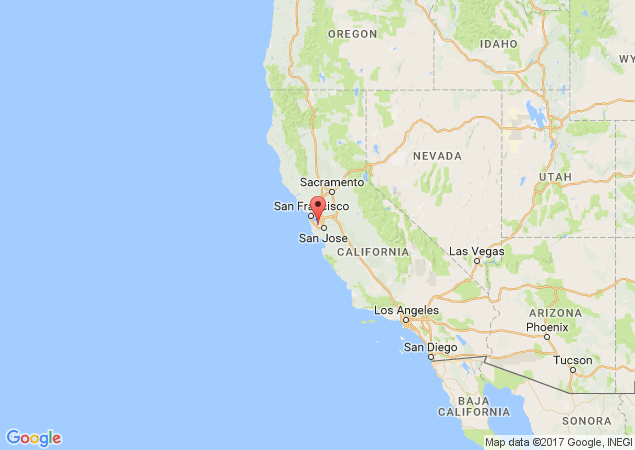 OREGON
IDAHO
WY
NEVADA
UTAH
Sacramento
San Francisco
San Jose
CALIFORNIA
Las Vegas
Los Angeles
ARIZONA
Phoenix
San Diego
Tucson
BAJA
CALIFORNIA
SONORA
Google
Map data ©2017 Google, INEGI